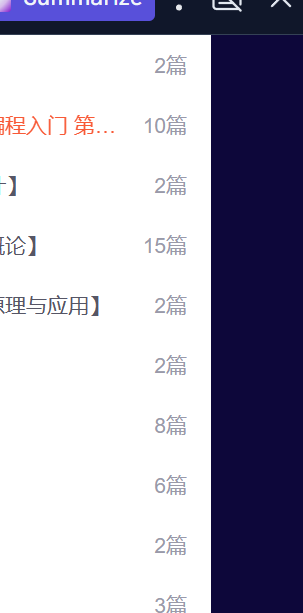 Summarize
2篇
编程入门 第… 10篇
计】 2篇
概论】 15篇
原理与应用】 2篇
2篇
8篇
6篇
2篇
3篇